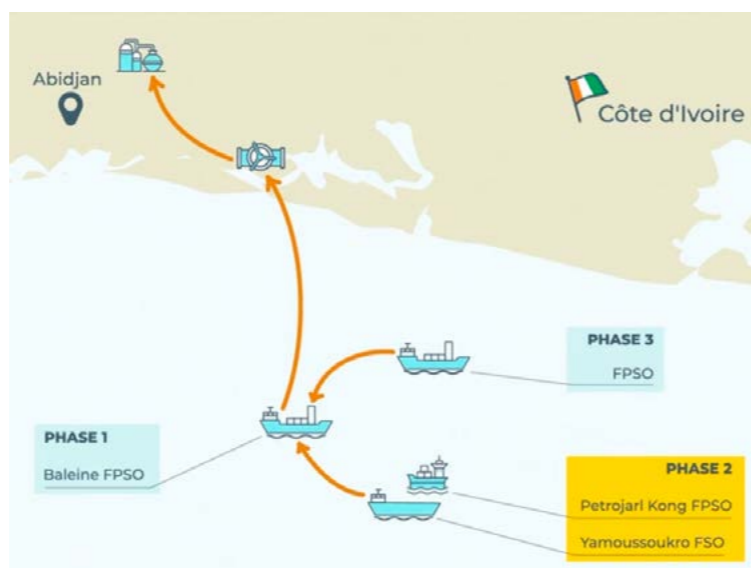 Abidjan
Côte d'Ivoire
PHASE 3
FPSO
PHASE 1
Baleine FPSO
PHASE 2
Petrojarl Kong FPSO
Yamoussoukro FSO